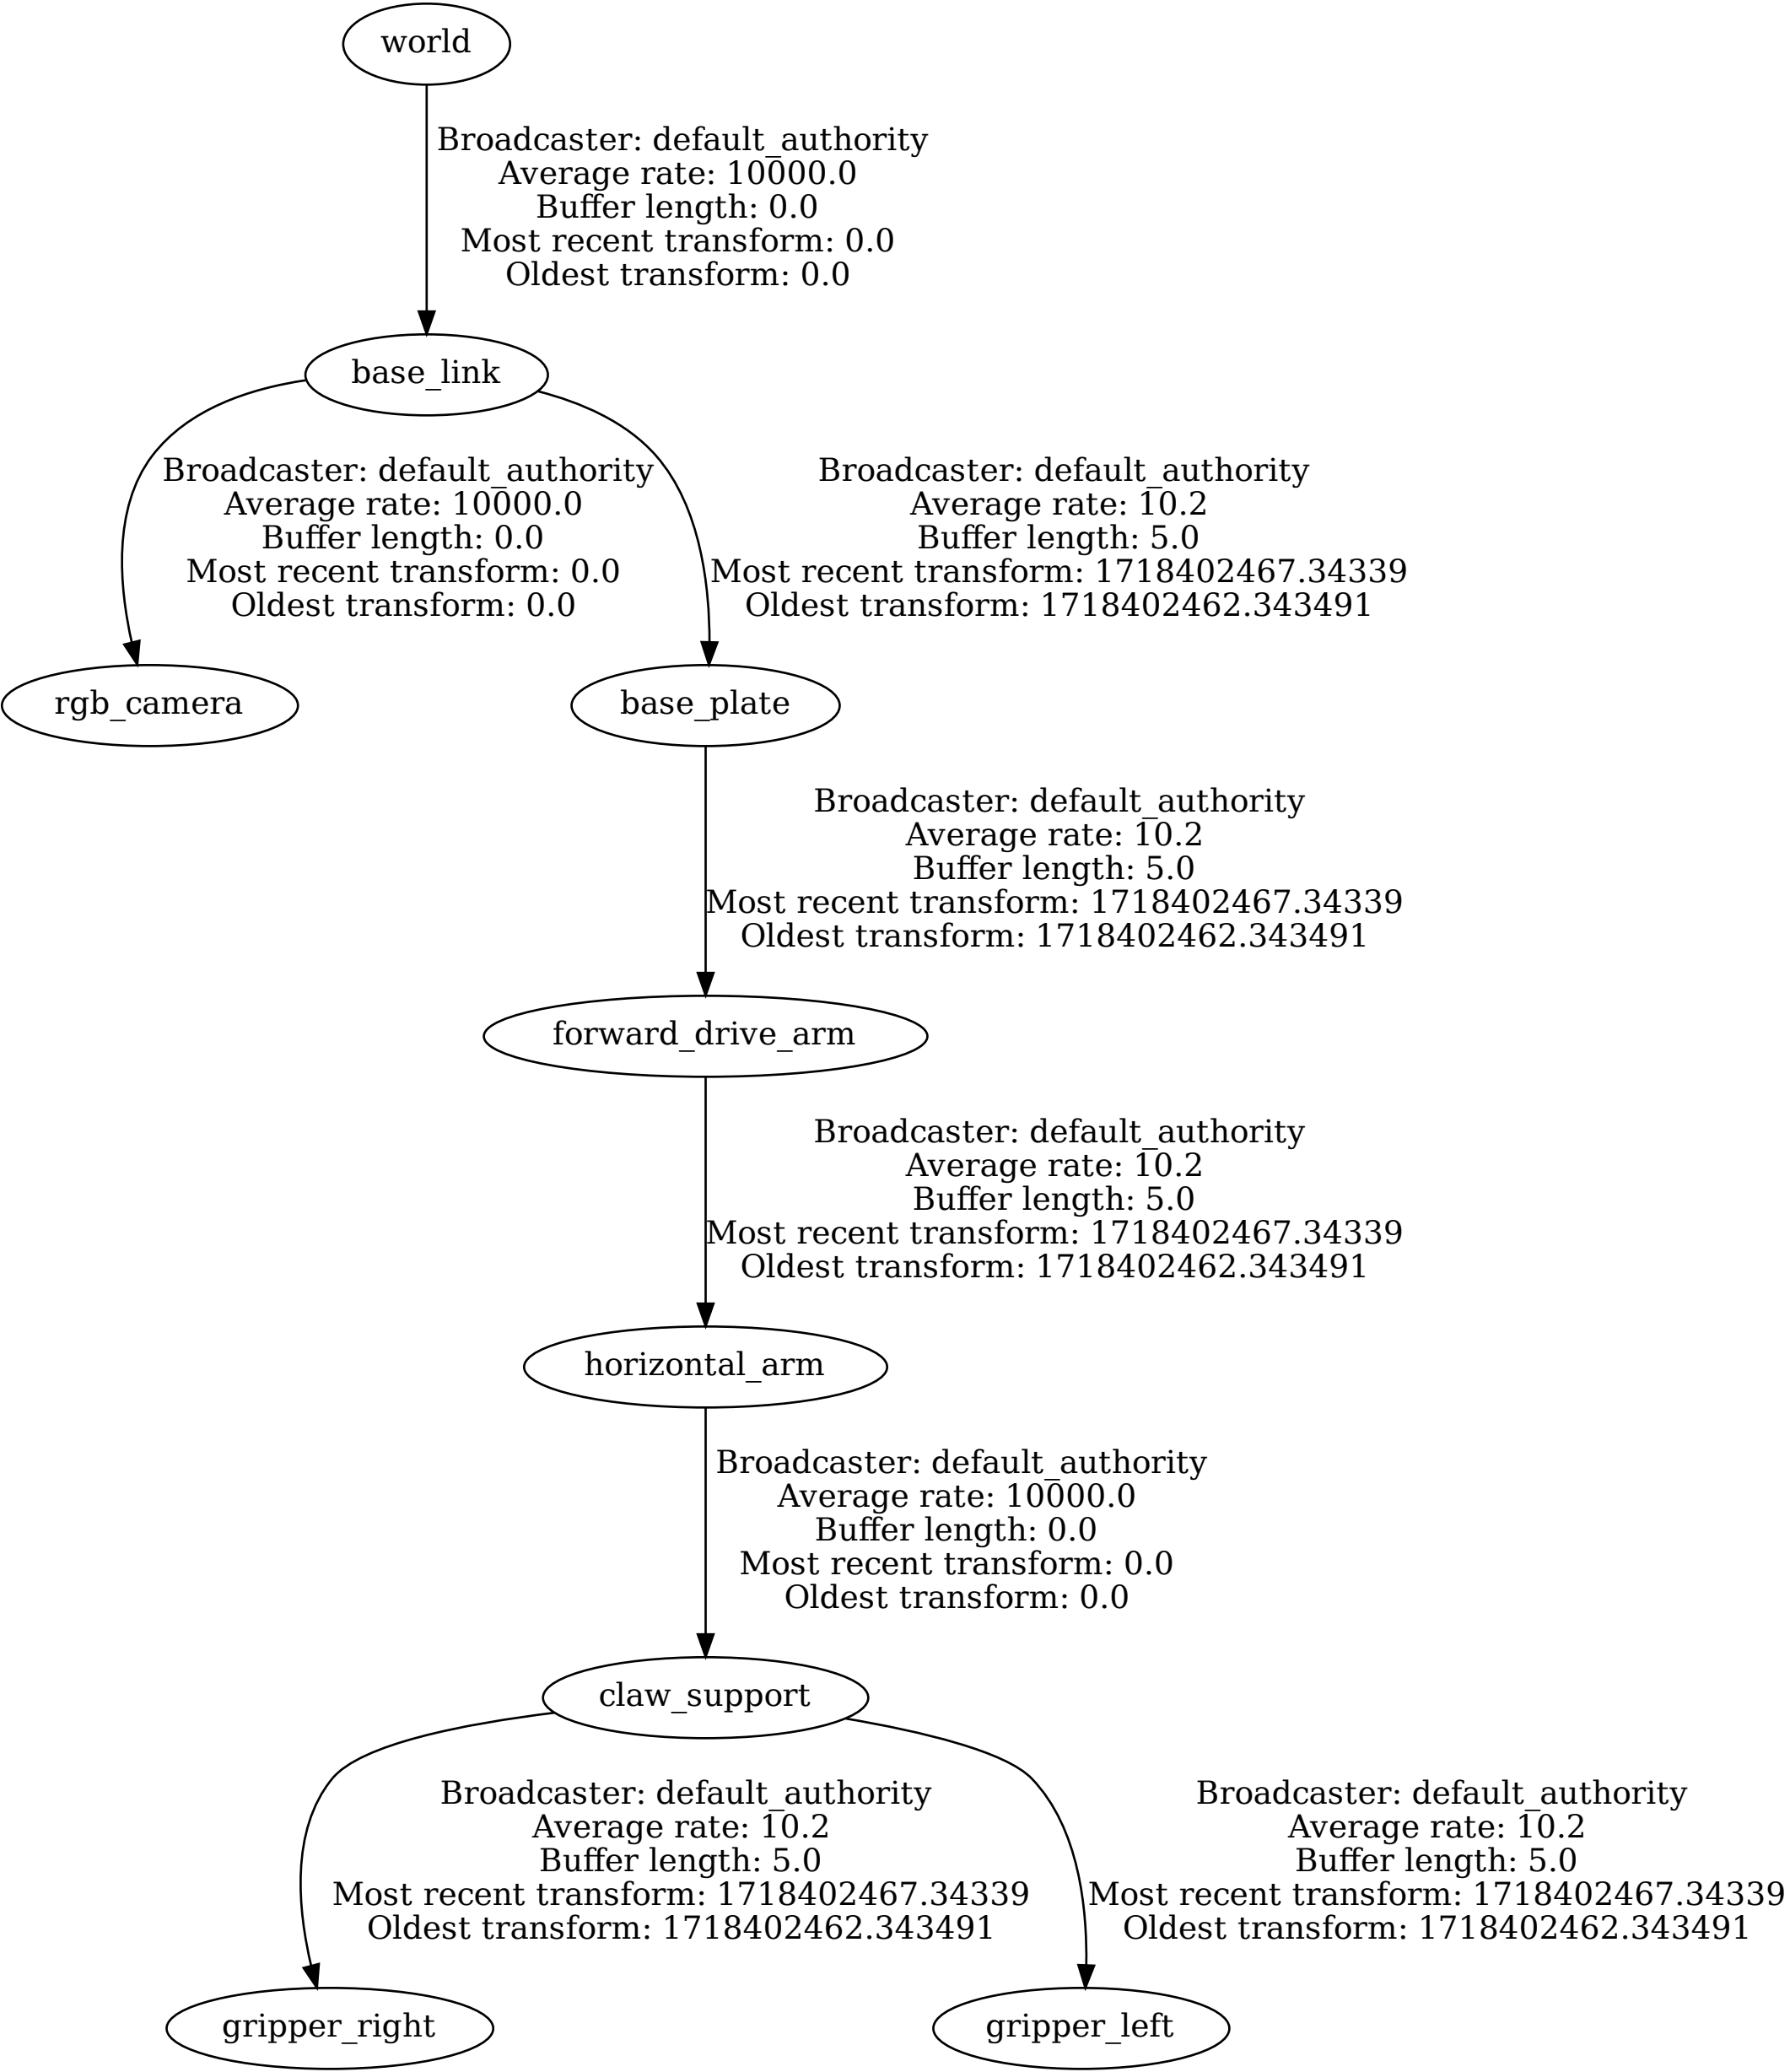 world
Broadcaster: default_authority
Average rate: 10000.0
Buffer length: 0.0
Most recent transform: 0.0
Oldest transform: 0.0
base_link
Broadcaster: default_authority
Average rate: 10000.0
Buffer length: 0.0
Most recent transform: 0.0
Oldest transform: 0.0
Broadcaster: default_authority
Average rate: 10.2
Buffer length: 5.0
Most recent transform: 1718402467.34339
Oldest transform: 1718402462.343491
rgb_camera
base_plate
Broadcaster: default_authority
Average rate: 10.2
Buffer length: 5.0
Most recent transform: 1718402467.34339
Oldest transform: 1718402462.343491
forward_drive_arm
Broadcaster: default_authority
Average rate: 10.2
Buffer length: 5.0
Most recent transform: 1718402467.34339
Oldest transform: 1718402462.343491
horizontal_arm
Broadcaster: default_authority
Average rate: 10000.0
Buffer length: 0.0
Most recent transform: 0.0
Oldest transform: 0.0
claw_support
Broadcaster: default_authority
Average rate: 10.2
Buffer length: 5.0
Most recent transform: 1718402467.34339
Oldest transform: 1718402462.343491
Broadcaster: default_authority
Average rate: 10.2
Buffer length: 5.0
Most recent transform: 1718402467.34339
Oldest transform: 1718402462.343491
gripper_right
gripper_left